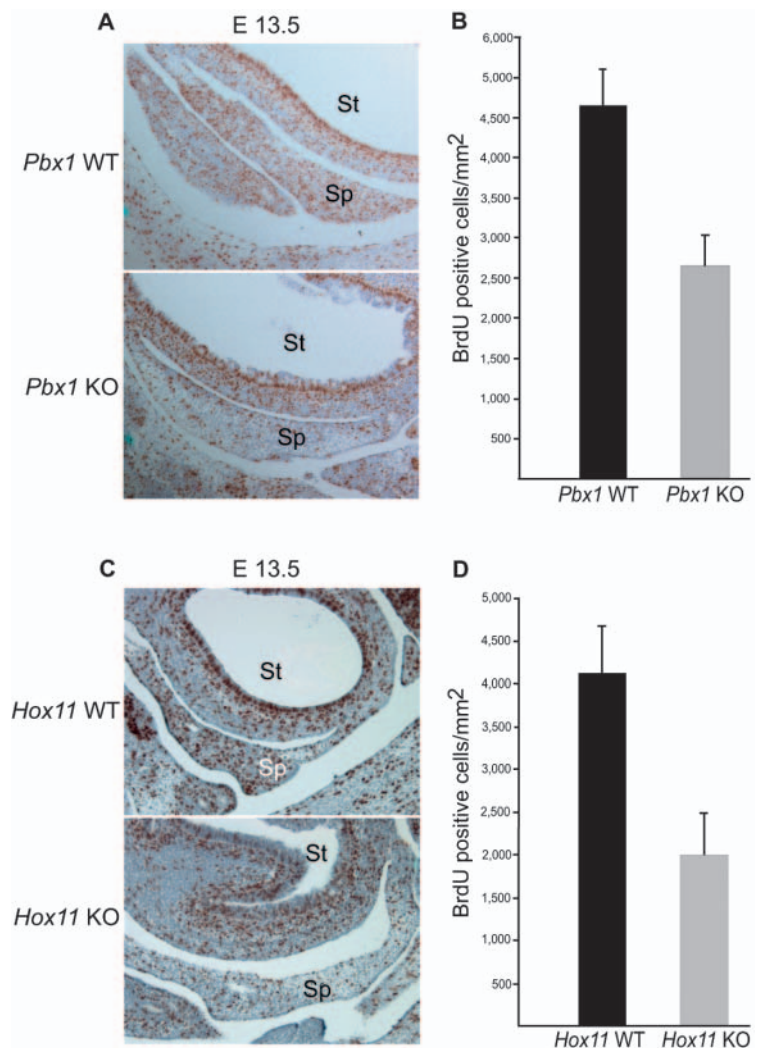 A
E 13.5
Pbx1 WT
St
Sp
Pbx1 KO
St
Sp
B
BrdU positive cells/mm2
6,000
5,000
4,500
4,000
3,500
3,000
2,500
2,000
1,500
1,000
500
Pbx1 WT Pbx1 KO
C
E 13.5
Hox11 WT
St
Sp
Hox11 KO
St
Sp
D
BrdU positive cells/mm2
5,000
4,500
4,000
3,500
3,000
2,500
2,000
1,500
1,000
500
Hox11 WT Hox11 KO